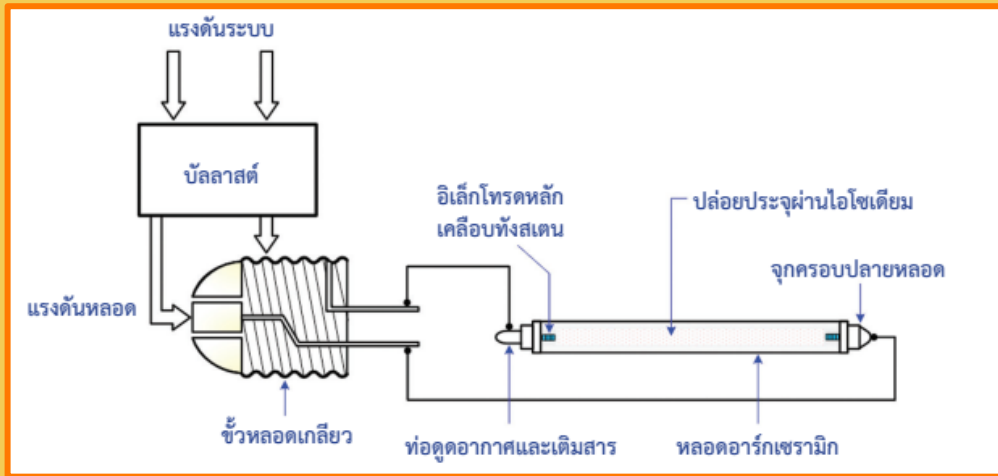 แรงดันระบบ
บัลลาสต์
อิเล็กโทรดหลัก
เคลือบทังสเตน
ปล่อยประจุผ่านไอโซเดียม
จุกครอบปลายหลอด
แรงดันหลอด
ขั้วหลอดเกลียว
ท่อดูดอากาศและเติมสาร
หลอดอาร์กเซรามิก